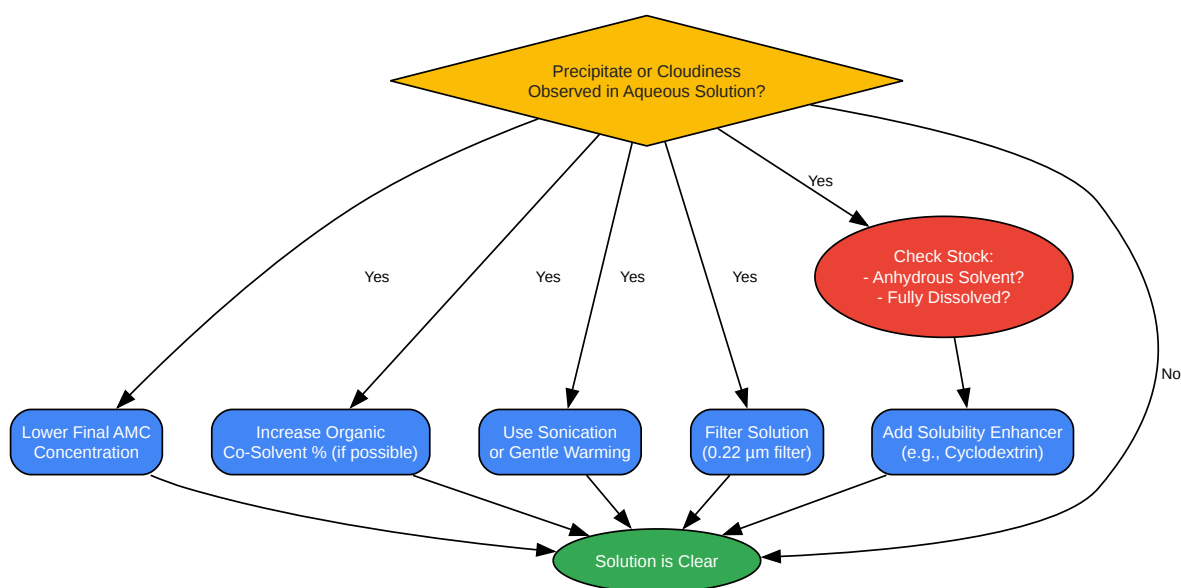 Precipitate or Cloudiness
Observed in Aqueous Solution?
Yes
Check Stock:
- Anhydrous Solvent?
- Fully Dissolved?
Yes
Yes
Yes
Yes
No
Lower Final AMC
Concentration
Increase Organic
Co-Solvent % (if possible)
Use Sonication
or Gentle Warming
Filter Solution
(0.22 µm filter)
Add Solubility Enhancer
(e.g., Cyclodextrin)
Solution is Clear